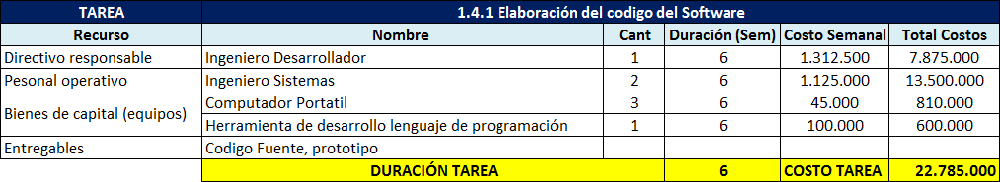 TAREA 1.4.1 Elaboración del codigo del Software
Recurso Nombre Cant Duración (Sem) Costo Semanal Total Costos
Directivo responsable Ingeniero Desarrollador 1 6 1.312.500 7.875.000
Pesonal operativo Ingeniero Sistemas 2 6 1.125.000 13.500.000
Bienes de capital (equipos) Computador Portatil 3 6 45.000 810.000
Herramienta de desarrollo lenguaje de programación 1 6 100.000 600.000
Entregables Codigo Fuente, prototipo
DURACIÓN TAREA 6 COSTO TAREA 22.785.000